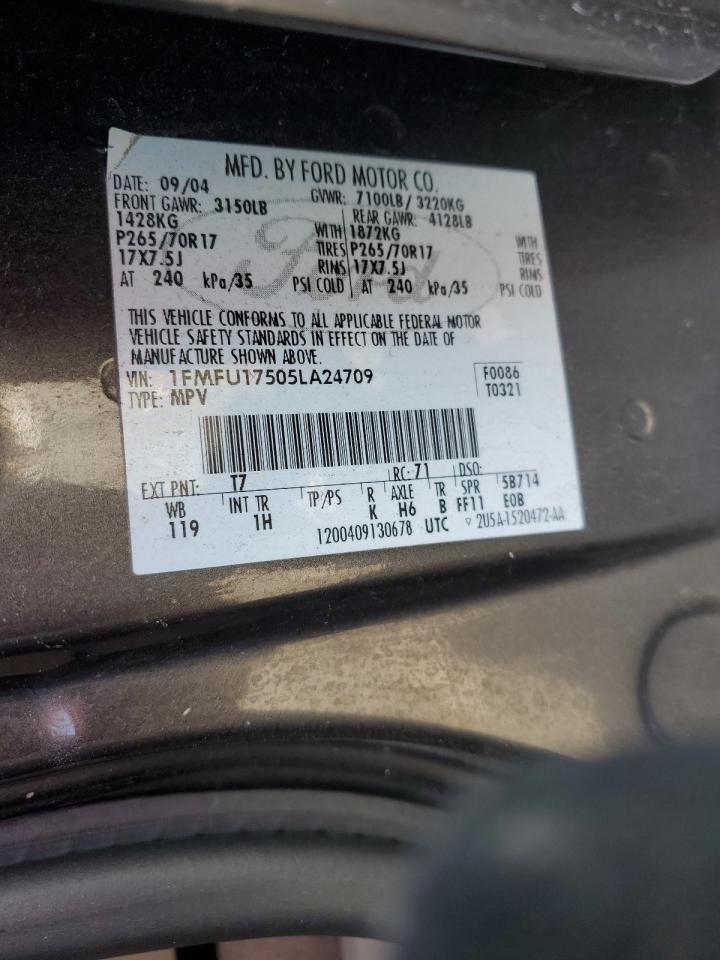 MFD. BY FORD MOTOR CO.
DATE: 09/04 GVWR: 7100LB/ 3220KG
FRONT GAWR: 3150LB REAR GAWR: 4128LB
1428KG WITH 1872KG WITH
P265/70R17 TIRES P265/70R17 TIRES
17X7.5J RIMS 17X7.5J RIMS
AT 240 kPa/35 PSI COLD AT 240 kPa/35 PSI COLD
THIS VEHICLE CONFORMS TO ALL APPLICABLE FEDERAL MOTOR
VEHICLE SAFETY STANDARDS IN EFFECT ON THE DATE OF
MANUFACTURE SHOWN ABOVE.
VIN: 1FMFU17505LA24709 F0086
TYPE: MPV T0321
EXT PNT: T7 RC: 71 DSO:
WB INT TR TP/PS R AXLE TR SPR 5B714
119 1H K H6 B FF11 E0B
1200409130678 UTC ▽ 2U5A-1520472-AA
Ford